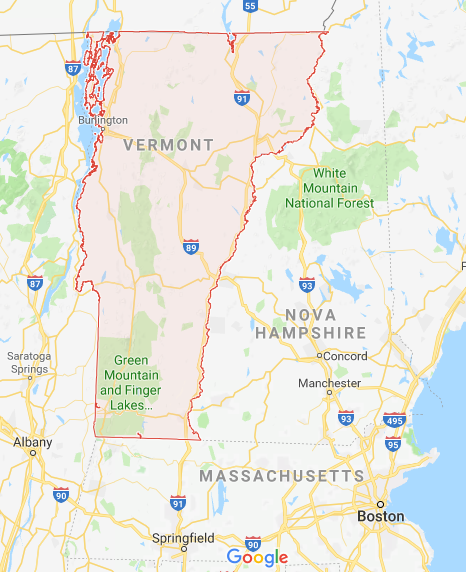 55
87
91
Burlington
VERMONT
White
Mountain
National Forest
89
87
93
NOVA
HAMPSHIRE
Saratoga
Springs
Concord
Green
Mountain
and Finger
Lakes...
Manchester
93
495
Albany
95
MASSACHUSETTS
90
91
Boston
Springfield
90
Google